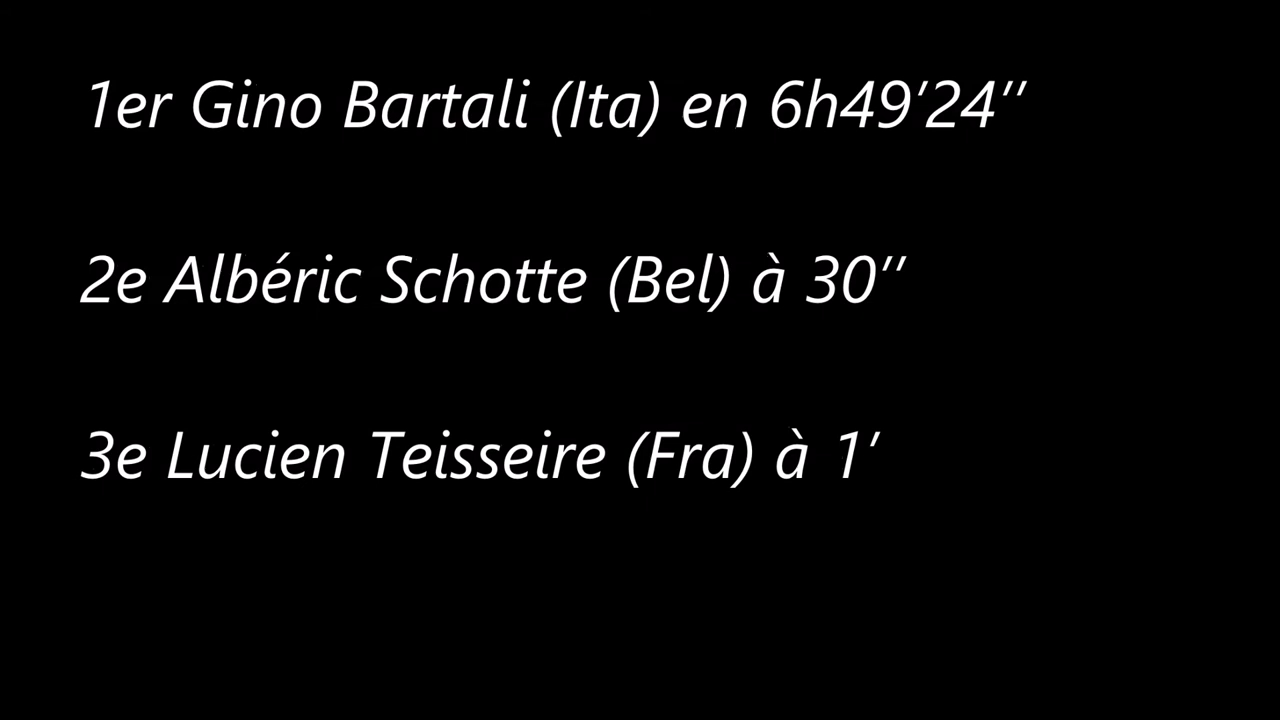 1er Gino Bartali (Ita) en 6h49’24’’
2e Albéric Schotte (Bel) à 30’’
3e Lucien Teisseire (Fra) à 1’